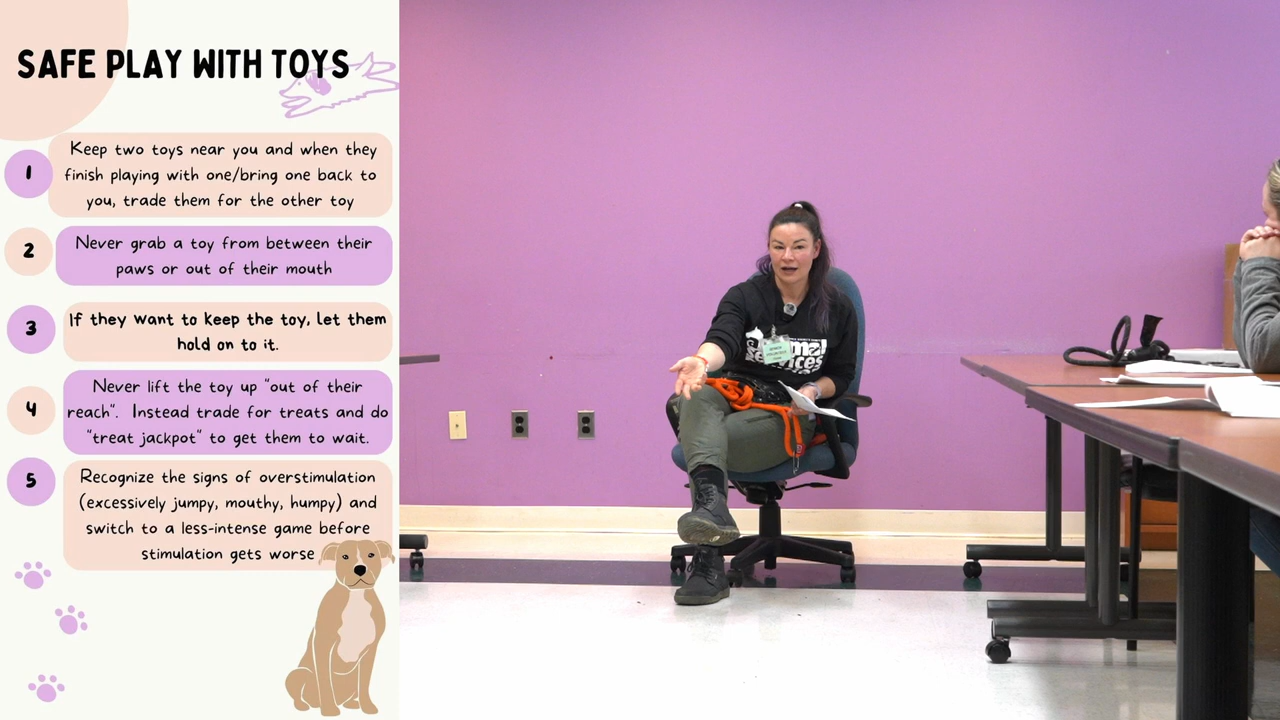 SAFE PLAY WITH TOYS
1
Keep two toys near you and when they
finish playing with one/bring one back to
you, trade them for the other toy
2
Never grab a toy from between their
paws or out of their mouth
3
If they want to keep the toy, let them
hold on to it.
4
Never lift the toy up "out of their
reach". Instead trade for treats and do
"treat jackpot" to get them to wait.
5
Recognize the signs of overstimulation
(excessively jumpy, mouthy, humpy) and
switch to a less-intense game before
stimulation gets worse